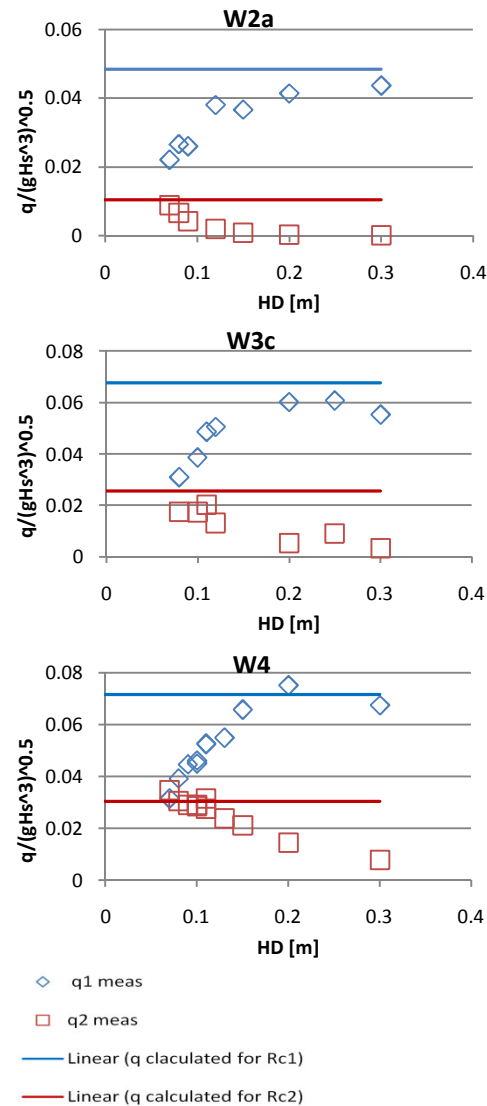 W2a
q/(gHs^3)^0.5
0.06
0.04
0.02
0
0 0.1 0.2 0.3 0.4
HD [m]
W3c
q/(gHs^3)^0.5
0.08
0.06
0.04
0.02
0
0 0.1 0.2 0.3 0.4
HD [m]
W4
q/(gHs^3)^0.5
0.08
0.06
0.04
0.02
0
0 0.1 0.2 0.3 0.4
HD [m]
q1 meas
q2 meas
Linear (q claculated for Rc1)
Linear (q calculated for Rc2)